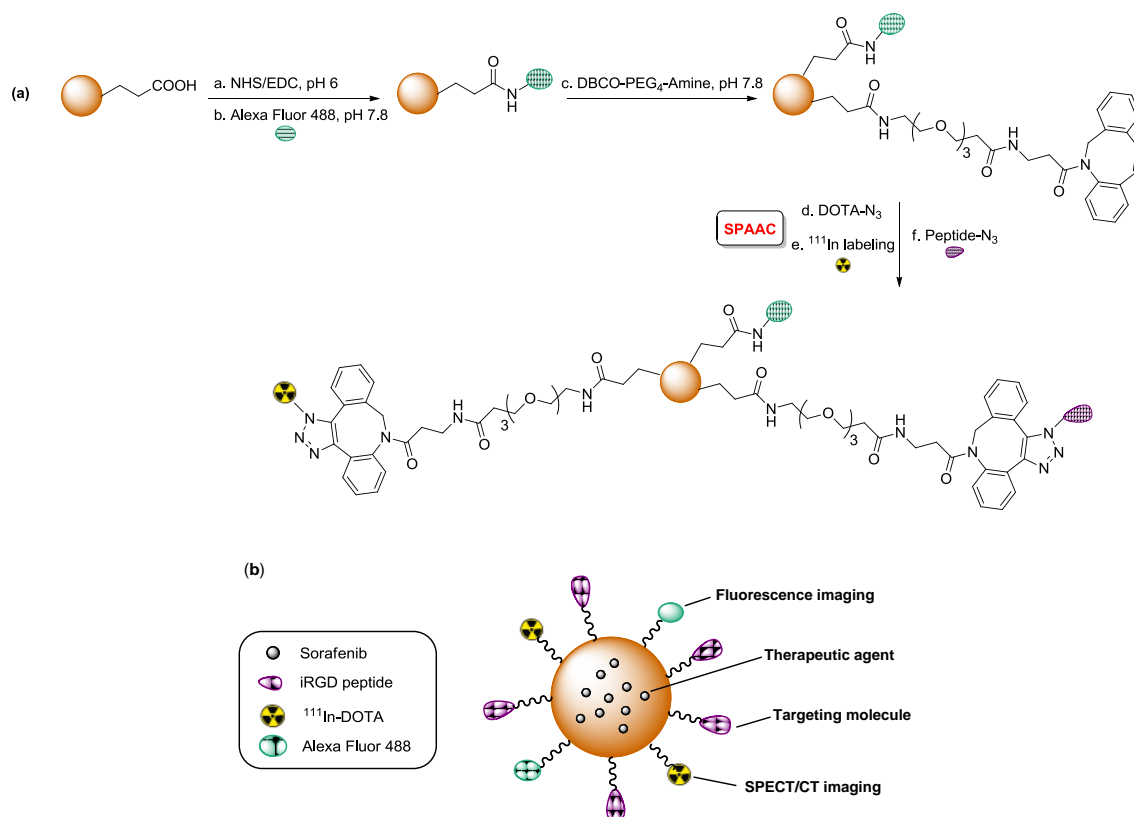 (a)
COOH
a. NHS/EDC, pH 6
b. Alexa Fluor 488, pH 7.8
O
N
H
c. DBCO-PEG4-Amine, pH 7.8
O
N
H
O
N
H
O
3
O
H
N
O
N
SPAAC
d. DOTA-N3
e. 111In labeling
f. Peptide-N3
O
N
H
N
N
N
N
O
H
N
O
3
O
N
H
O
O
N
H
O
3
O
H
N
O
N
N
N
N
(b)
Sorafenib
iRGD peptide
111In-DOTA
Alexa Fluor 488
Fluorescence imaging
Therapeutic agent
Targeting molecule
SPECT/CT imaging